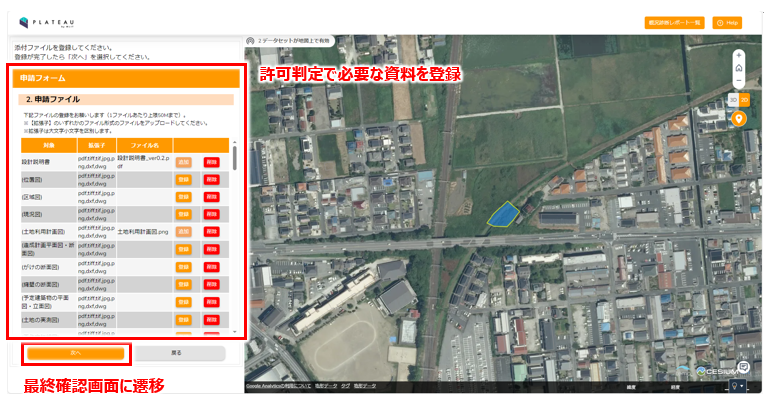 PLATEAU
by MLIT
概況診断レポート一覧
Help
添付ファイルを登録してください。
登録が完了したら「次へ」を選択してください。
2 データセットが地図上で有効
申請フォーム
許可判定で必要な資料を登録
2. 申請ファイル
下記ファイルの登録をお願いします（1ファイルあたり上限50Mまで）。
※【拡張子】のいずれかのファイル形式のファイルをアップロードしてください。
※拡張子は大文字小文字を区別します。
対象 拡張子 ファイル名
設計説明書 pdf,tiff,tif,jpg,png,dxf,dwg 設計説明書_ver0.2.pdf 追加 削除
(位置図) pdf,tiff,tif,jpg,png,dxf,dwg 登録 削除
(区域図) pdf,tiff,tif,jpg,png,dxf,dwg 登録 削除
(現況図) pdf,tiff,tif,jpg,png,dxf,dwg 登録 削除
(土地利用計画図) pdf,tiff,tif,jpg,png,dxf,dwg 土地利用計画図.png 追加 削除
(造成計画平面図・断面図) pdf,tiff,tif,jpg,png,dxf,dwg 登録 削除
(がけの断面図) pdf,tiff,tif,jpg,png,dxf,dwg 登録 削除
(擁壁の断面図) pdf,tiff,tif,jpg,png,dxf,dwg 登録 削除
(予定建築物の平面図・立面図) pdf,tiff,tif,jpg,png,dxf,dwg 登録 削除
(土地の実測図) pdf,tiff,tif,jpg,png,dxf,dwg 登録 削除
3D 2D
次へ 戻る
最終確認画面に遷移
Google Analyticsの利用について 地形データ タグ 地形データ
CESIUM
緯度 経度